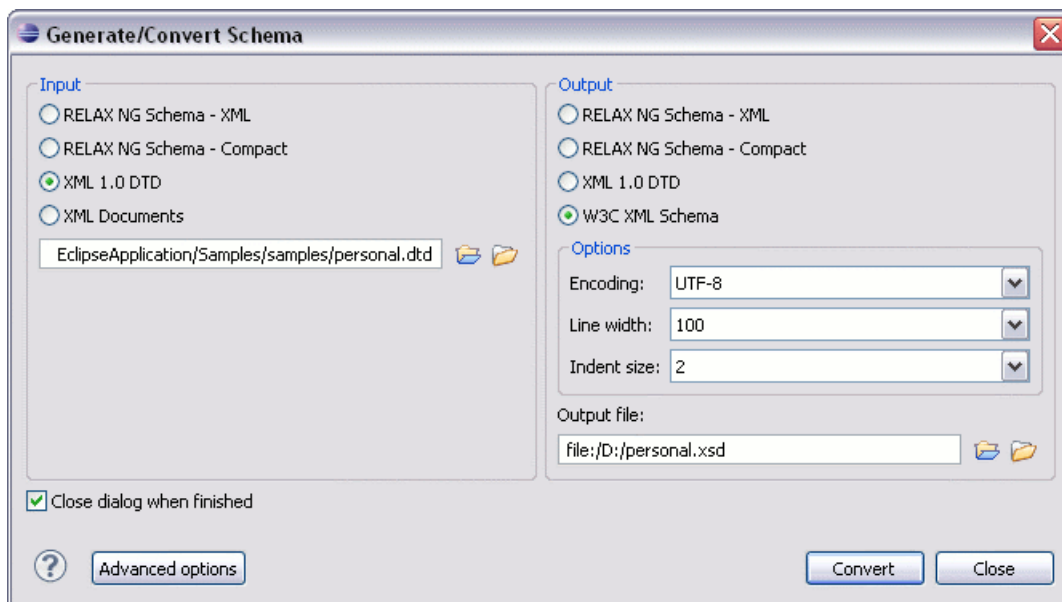 Generate/Convert Schema
Input
RELAX NG Schema - XML
RELAX NG Schema - Compact
XML 1.0 DTD
XML Documents
EclipseApplication/Samples/samples/personal.dtd
Output
RELAX NG Schema - XML
RELAX NG Schema - Compact
XML 1.0 DTD
W3C XML Schema
Options
Encoding: UTF-8
Line width: 100
Indent size: 2
Output file:
file:/D:/personal.xsd
Close dialog when finished
? Advanced options Convert Close